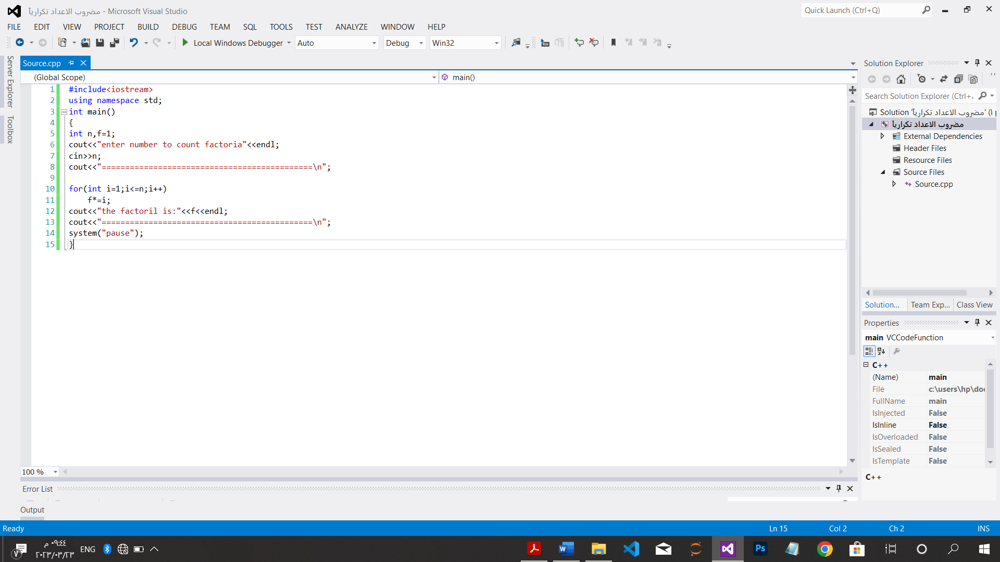 مضروب الاعداد تكرارياً - Microsoft Visual Studio
Quick Launch (Ctrl+Q)
FILE EDIT VIEW PROJECT BUILD DEBUG TEAM SQL TOOLS TEST ANALYZE WINDOW HELP
Local Windows Debugger Auto Debug Win32
Server Explorer
Toolbox
Source.cpp
(Global Scope) main()
1 #include<iostream>
2 using namespace std;
3 int main()
4 {
5 int n,f=1;
6 cout<<"enter number to count factoria"<<endl;
7 cin>>n;
8 cout<<"=============================================\n";
9
10 for(int i=1;i<=n;i++)
11 f*=i;
12 cout<<"the factoril is:"<<f<<endl;
13 cout<<"=============================================\n";
14 system("pause");
15 }
100 %
Error List
Output
Solution Explorer
Search Solution Explorer (Ctrl+
Solution 'مضروب الاعداد تكرارياً' (١ p
مضروب الاعداد تكرارياً
External Dependencies
Header Files
Resource Files
Source Files
Source.cpp
Solution... Team Exp... Class View
Properties
main VCCodeFunction
C++
(Name) main
File c:\users\hp\doc
FullName main
IsInjected False
IsInline False
IsOverloaded False
IsSealed False
IsTemplate False
C++
Ready Ln 15 Col 2 Ch 2 INS
٧
٠٩:٤٤ م
٢٠٢٣/٠٣/٢٣
ENG
W
Ps